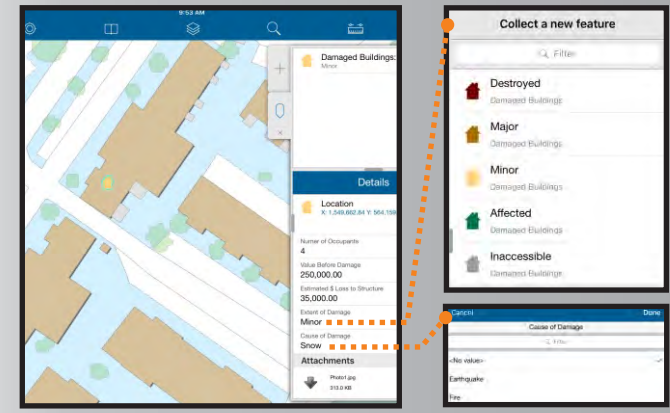 9:53 AM
Damaged Buildings:
Minor
Details
Location
X: 1,549,662.84 Y: 564,159
Numer of Occupants
4
Value Before Damage
250,000.00
Estimated $ Loss to Structure
35,000.00
Extent of Damage
Minor
Cause of Damage
Snow
Attachments
Photo1.jpg
313.0 KB
Collect a new feature
Filter
Destroyed
Damaged Buildings
Major
Damaged Buildings
Minor
Damaged Buildings
Affected
Damaged Buildings
Inaccessible
Damaged Buildings
Cancel Done
Cause of Damage
Filter
<No value>
Earthquake
Fire